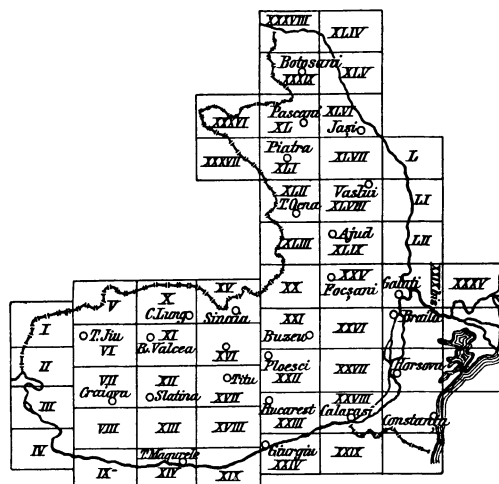 XXXVIII XLIV
Botoşani XLV
XXXIX
XXXVI Pascani XLVI
XL Jaşi
XXXVII Piatra XLVII L
XLI
XLII Vaslui LI
T. Ocna XLVIII
XLIII Ajud LII
XLIX
V X XV XX XXV Galati XXXV
C. Lung Sinaia Focşani
I T. Jiu XI XXI XXVI Braila
VI R. Valcea XVI Buzew
II Ploesci XXVII Horsova
VII XII Titu XXII
III Craiova Slatina XVII Bucarest XXVIII Constanta
XXIII Calaraşi
VIII XIII XVIII
IV T. Magurele Giurgiu XXIX
IX XIV XIX XXIV